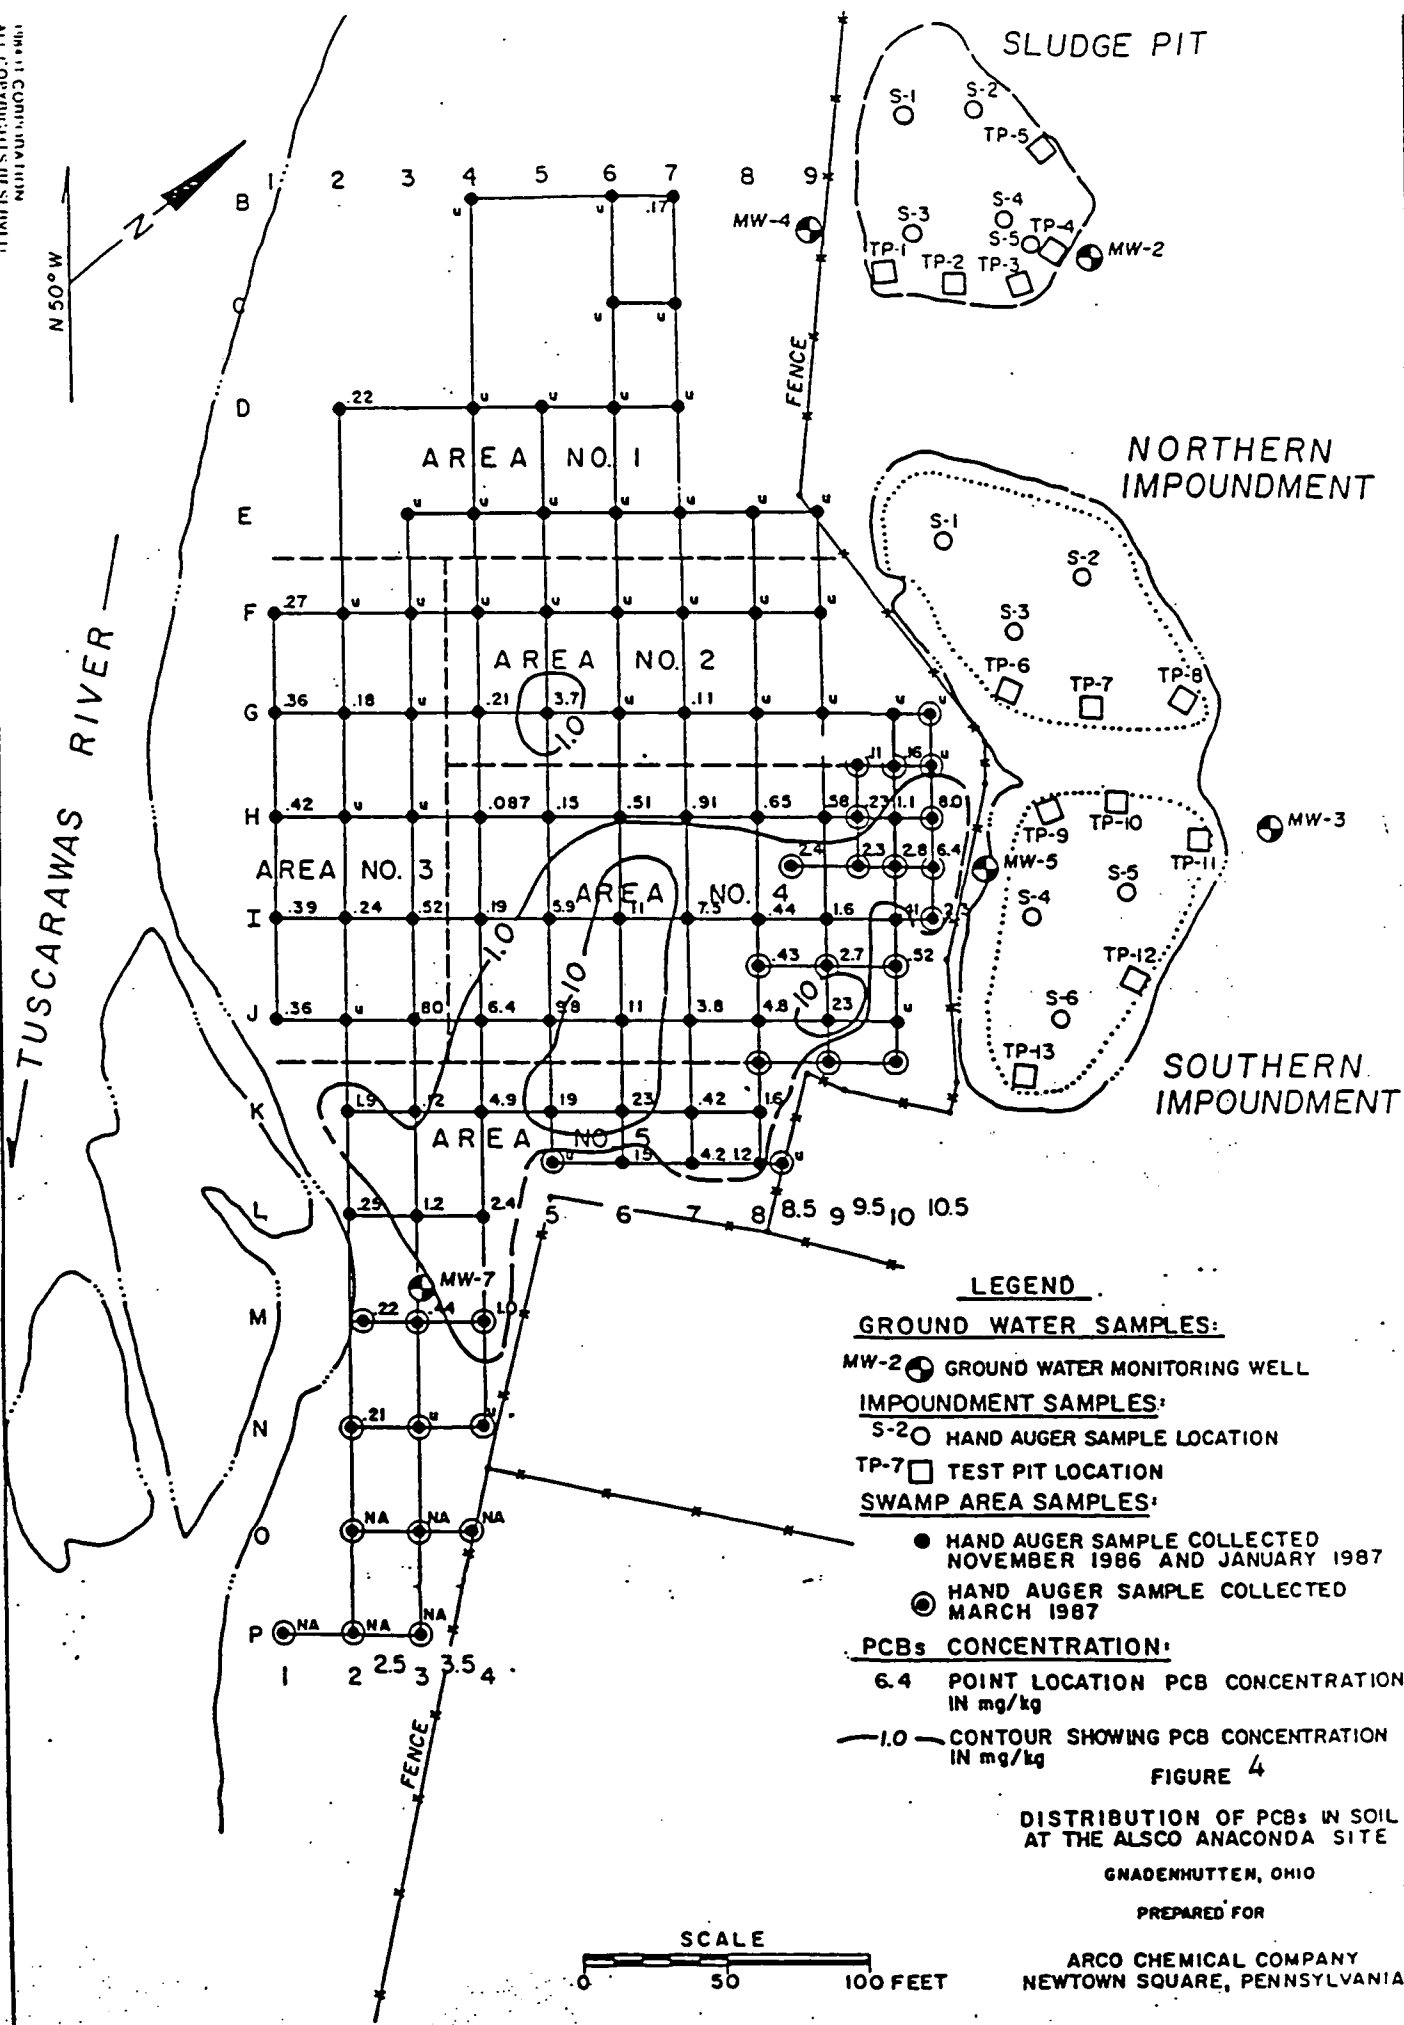 SLUDGE PIT
S-1
S-2
TP-5
S-4
S-3
S-5
TP-4
TP-1
TP-2
TP-3
MW-4
MW-2
N
N 50° W
1 2 3 4 5 6 7 8 9
B
u u .17
C
u u
FENCE
D
.22 u u u u
AREA NO. 1
E
u u u u u u u
NORTHERN
IMPOUNDMENT
S-1
S-2
S-3
TP-6
TP-7
TP-8
F
.27 u u u u u u u u
AREA NO. 2
G
.36 .18 u .21 3.7 u .11 u u u u
1.0
.11 .16 u
H
.42 u u .087 .15 .51 .91 .65 .58 .23 1.1 8.0
AREA NO. 3
AREA NO. 4
2.4 2.3 2.8 6.4
MW-5
MW-3
TP-9
TP-10
TP-11
S-5
S-4
TP-12
S-6
TP-13
I
.39 .24 .52 .19 5.9 11 7.5 .44 1.6 .41 2.3
1.0
10
.43 2.7 .52
10
J
.36 u .80 6.4 9.8 11 3.8 4.8 23 u
SOUTHERN
IMPOUNDMENT
TUSCARAWAS RIVER
K
1.9 .12 4.9 19 23 .42 1.6
AREA NO. 5
u 15 4.2 12 u
L
.29 1.2 2.4
5 6 7 8 8.5 9 9.5 10 10.5
MW-7
M
.22 .44 1.0
N
.21 u u
O
NA NA NA
P
NA NA NA
1 2 2.5 3 3.5 4
FENCE
LEGEND
GROUND WATER SAMPLES:
MW-2 GROUND WATER MONITORING WELL
IMPOUNDMENT SAMPLES:
S-2 HAND AUGER SAMPLE LOCATION
TP-7 TEST PIT LOCATION
SWAMP AREA SAMPLES:
HAND AUGER SAMPLE COLLECTED
NOVEMBER 1986 AND JANUARY 1987
HAND AUGER SAMPLE COLLECTED
MARCH 1987
PCBs CONCENTRATION:
6.4 POINT LOCATION PCB CONCENTRATION
IN mg/kg
1.0 CONTOUR SHOWING PCB CONCENTRATION
IN mg/kg
FIGURE 4
DISTRIBUTION OF PCBs IN SOIL
AT THE ALSCO ANACONDA SITE
GNADENHUTTEN, OHIO
PREPARED FOR
ARCO CHEMICAL COMPANY
NEWTOWN SQUARE, PENNSYLVANIA
SCALE
0 50 100 FEET